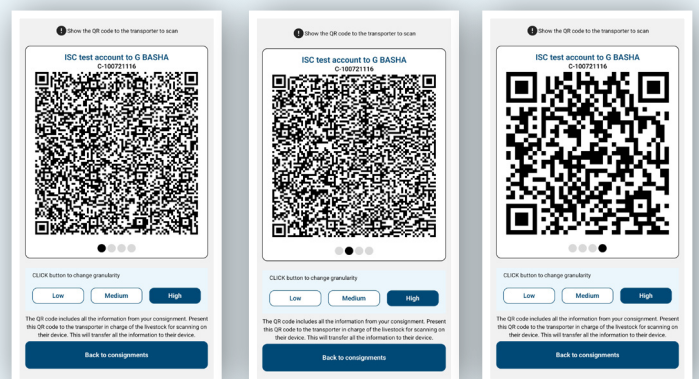 ! Show the QR code to the transporter to scan
ISC test account to G BASHA
C-100721116
CLICK button to change granularity
Low Medium High
The QR code includes all the information from your consignment. Present
this QR code to the transporter in charge of the livestock for scanning on
their device. This will transfer all the information to their device.
Back to consignments
! Show the QR code to the transporter to scan
ISC test account to G BASHA
C-100721116
CLICK button to change granularity
Low Medium High
The QR code includes all the information from your consignment. Present
this QR code to the transporter in charge of the livestock for scanning on
their device. This will transfer all the information to their device.
Back to consignments
! Show the QR code to the transporter to scan
ISC test account to G BASHA
C-100721116
CLICK button to change granularity
Low Medium High
The QR code includes all the information from your consignment. Present
this QR code to the transporter in charge of the livestock for scanning on
their device. This will transfer all the information to their device.
Back to consignments